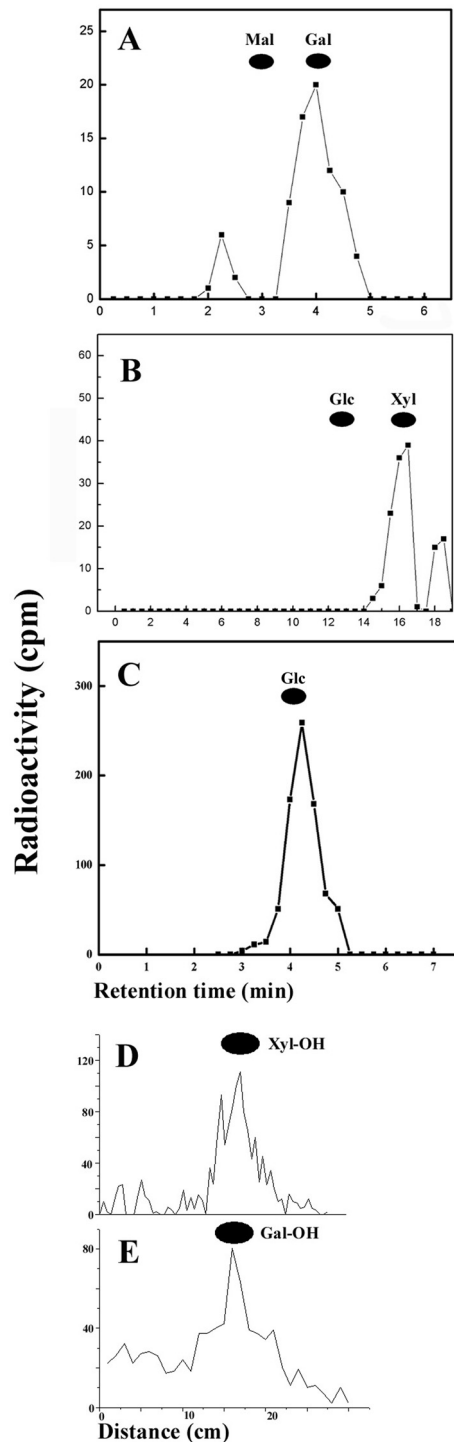 A
Mal Gal
25
20
15
10
5
0
0 1 2 3 4 5 6
B
Glc Xyl
60
50
40
30
20
10
0
0 2 4 6 8 10 12 14 16 18
Radioactivity (cpm)
C
Glc
300
200
100
0
0 1 2 3 4 5 6 7
Retention time (min)
D
Xyl-OH
120
80
40
0
E
Gal-OH
80
40
0
0 10 20
Distance (cm)